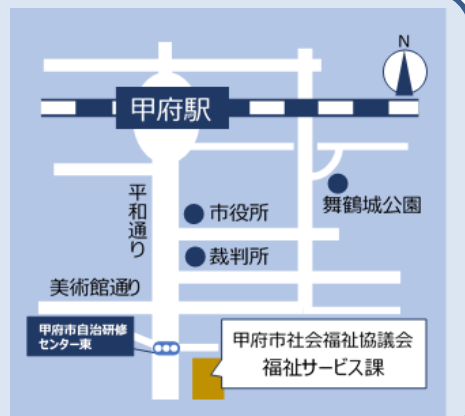 N
甲府駅
平和通り
市役所
舞鶴城公園
裁判所
美術館通り
甲府市自治研修
センター東
甲府市社会福祉協議会
福祉サービス課